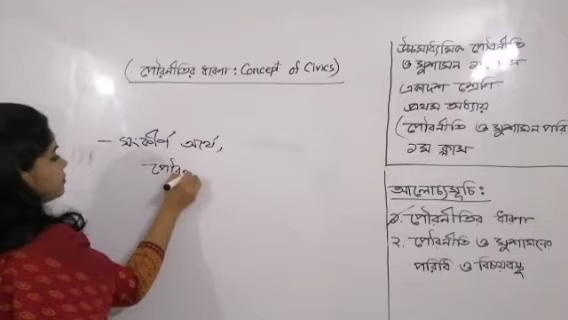 (পৌরনীতির ধারণা: Concept of Civics)
– সংকীর্ণ অর্থে,
পৌর
উচ্চমাধ্যমিক পৌরনীতি
ও সুশাসন
একাদশ শ্রেণি
প্রথম অধ্যায়
(পৌরনীতি ও সুশাসন পরি
১ম ক্লাস
আলোচ্যসূচি:
১. পৌরনীতির ধারণা
২. পৌরনীতি ও সুশাসনের
পরিধি ও বিষয়বস্তু